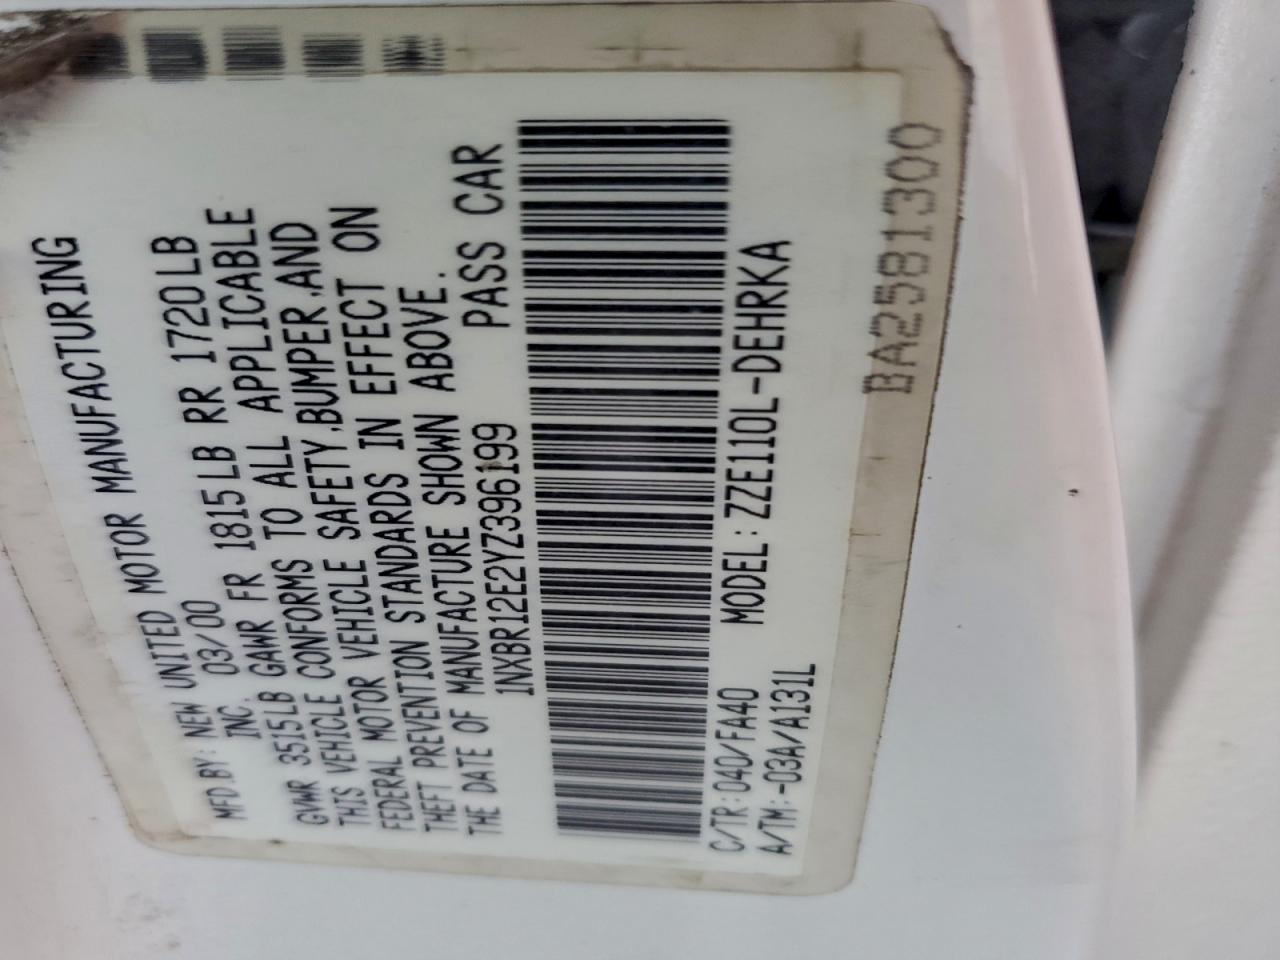 MFD.BY: NEW UNITED MOTOR MANUFACTURING
INC. 03/00
GVWR 3515LB GAWR FR 1815LB RR 1720LB
THIS VEHICLE CONFORMS TO ALL APPLICABLE
FEDERAL MOTOR VEHICLE SAFETY,BUMPER,AND
THEFT PREVENTION STANDARDS IN EFFECT ON
THE DATE OF MANUFACTURE SHOWN ABOVE.
1NXBR12E2YZ396199 PASS CAR
C/TR:040/FA40 MODEL:ZZE110L-DEHRKA
A/TM:-03A/A131L
BA2581300